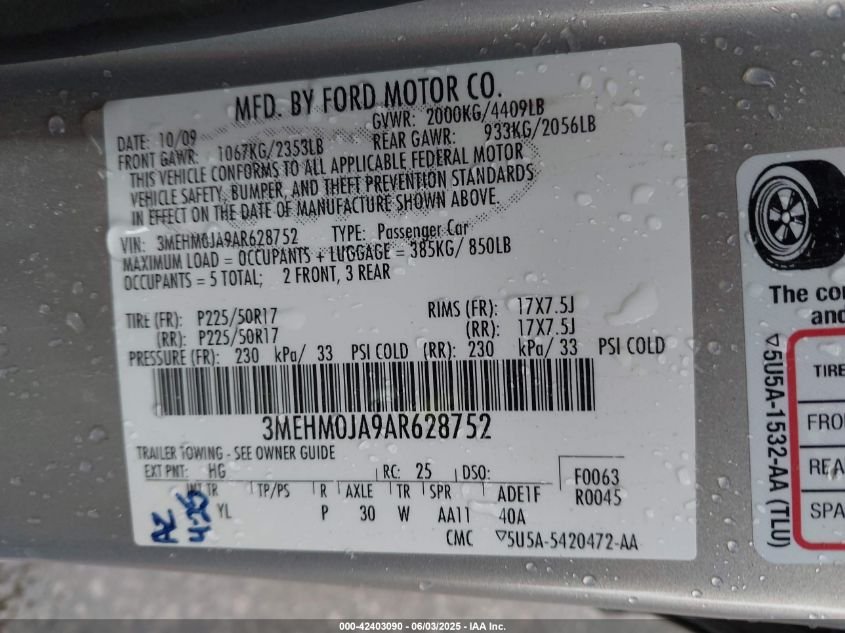 MFD. BY FORD MOTOR CO.
DATE: 10/09
GVWR: 2000KG/4409LB
FRONT GAWR: 1067KG/2353LB
REAR GAWR: 933KG/2056LB
THIS VEHICLE CONFORMS TO ALL APPLICABLE FEDERAL MOTOR
VEHICLE SAFETY, BUMPER, AND THEFT PREVENTION STANDARDS
IN EFFECT ON THE DATE OF MANUFACTURE SHOWN ABOVE.
VIN: 3MEHM0JA9AR628752 TYPE: Passenger Car
MAXIMUM LOAD = OCCUPANTS + LUGGAGE = 385KG/ 850LB
OCCUPANTS = 5 TOTAL; 2 FRONT, 3 REAR
TIRE (FR): P225/50R17 RIMS (FR): 17X7.5J
(RR): P225/50R17 (RR): 17X7.5J
PRESSURE (FR): 230 kPa/ 33 PSI COLD (RR): 230 kPa/ 33 PSI COLD
3MEHM0JA9AR628752
TRAILER TOWING - SEE OWNER GUIDE
EXT PNT: HG RC: 25 DSO: F0063
R0045
INT TR TP/PS R AXLE TR SPR ADE1F
YL P 30 W AA11 40A
CMC ▽5U5A-5420472-AA
AZ
4-25
The co
and
▽5U5A-1532-AA (TLU)
TIRE
FRO
REA
SPA
000-42403090 - 06/03/2025 - IAA Inc.